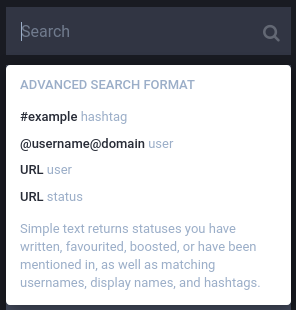 Search
ADVANCED SEARCH FORMAT
#example hashtag
@username@domain user
URL user
URL status
Simple text returns statuses you have
written, favourited, boosted, or have been
mentioned in, as well as matching
usernames, display names, and hashtags.